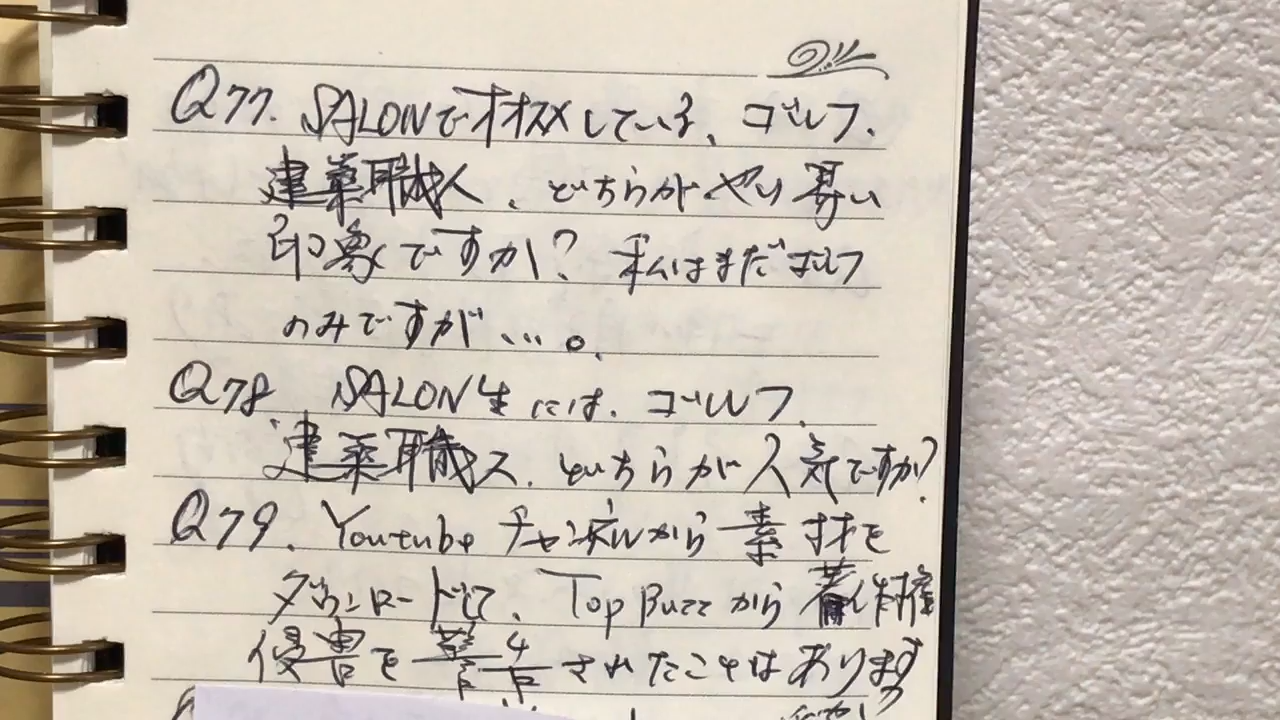 Q77. SALONでオススメしている、ゴルフ、
建築職人、どちらがやり易い
印象ですか? 私はまだゴルフ
のみですが…。
Q78. SALON生には、ゴルフ、
建築職人、どちらが人気ですか?
Q79. Youtubeチャンネルから素材を
ダウンロードして、Top Buzzから著作権
侵害を警告されたことはあります